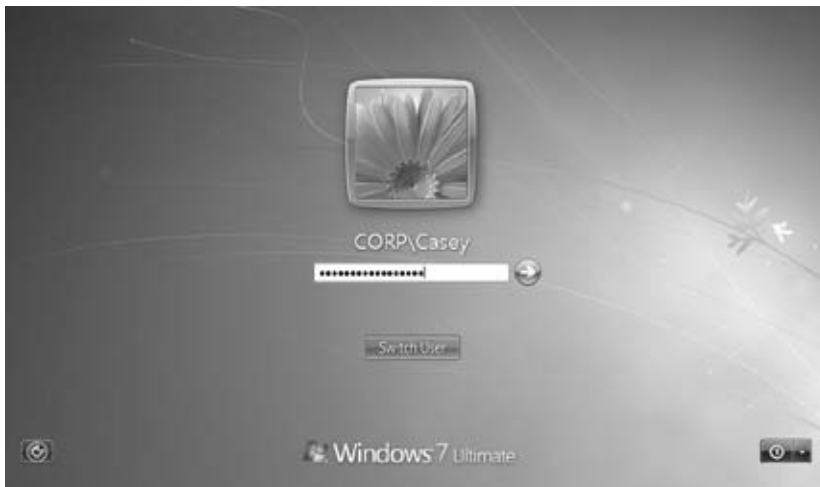 CORP\Casey
•••••••••••••••••
Switch User
Windows 7 Ultimate